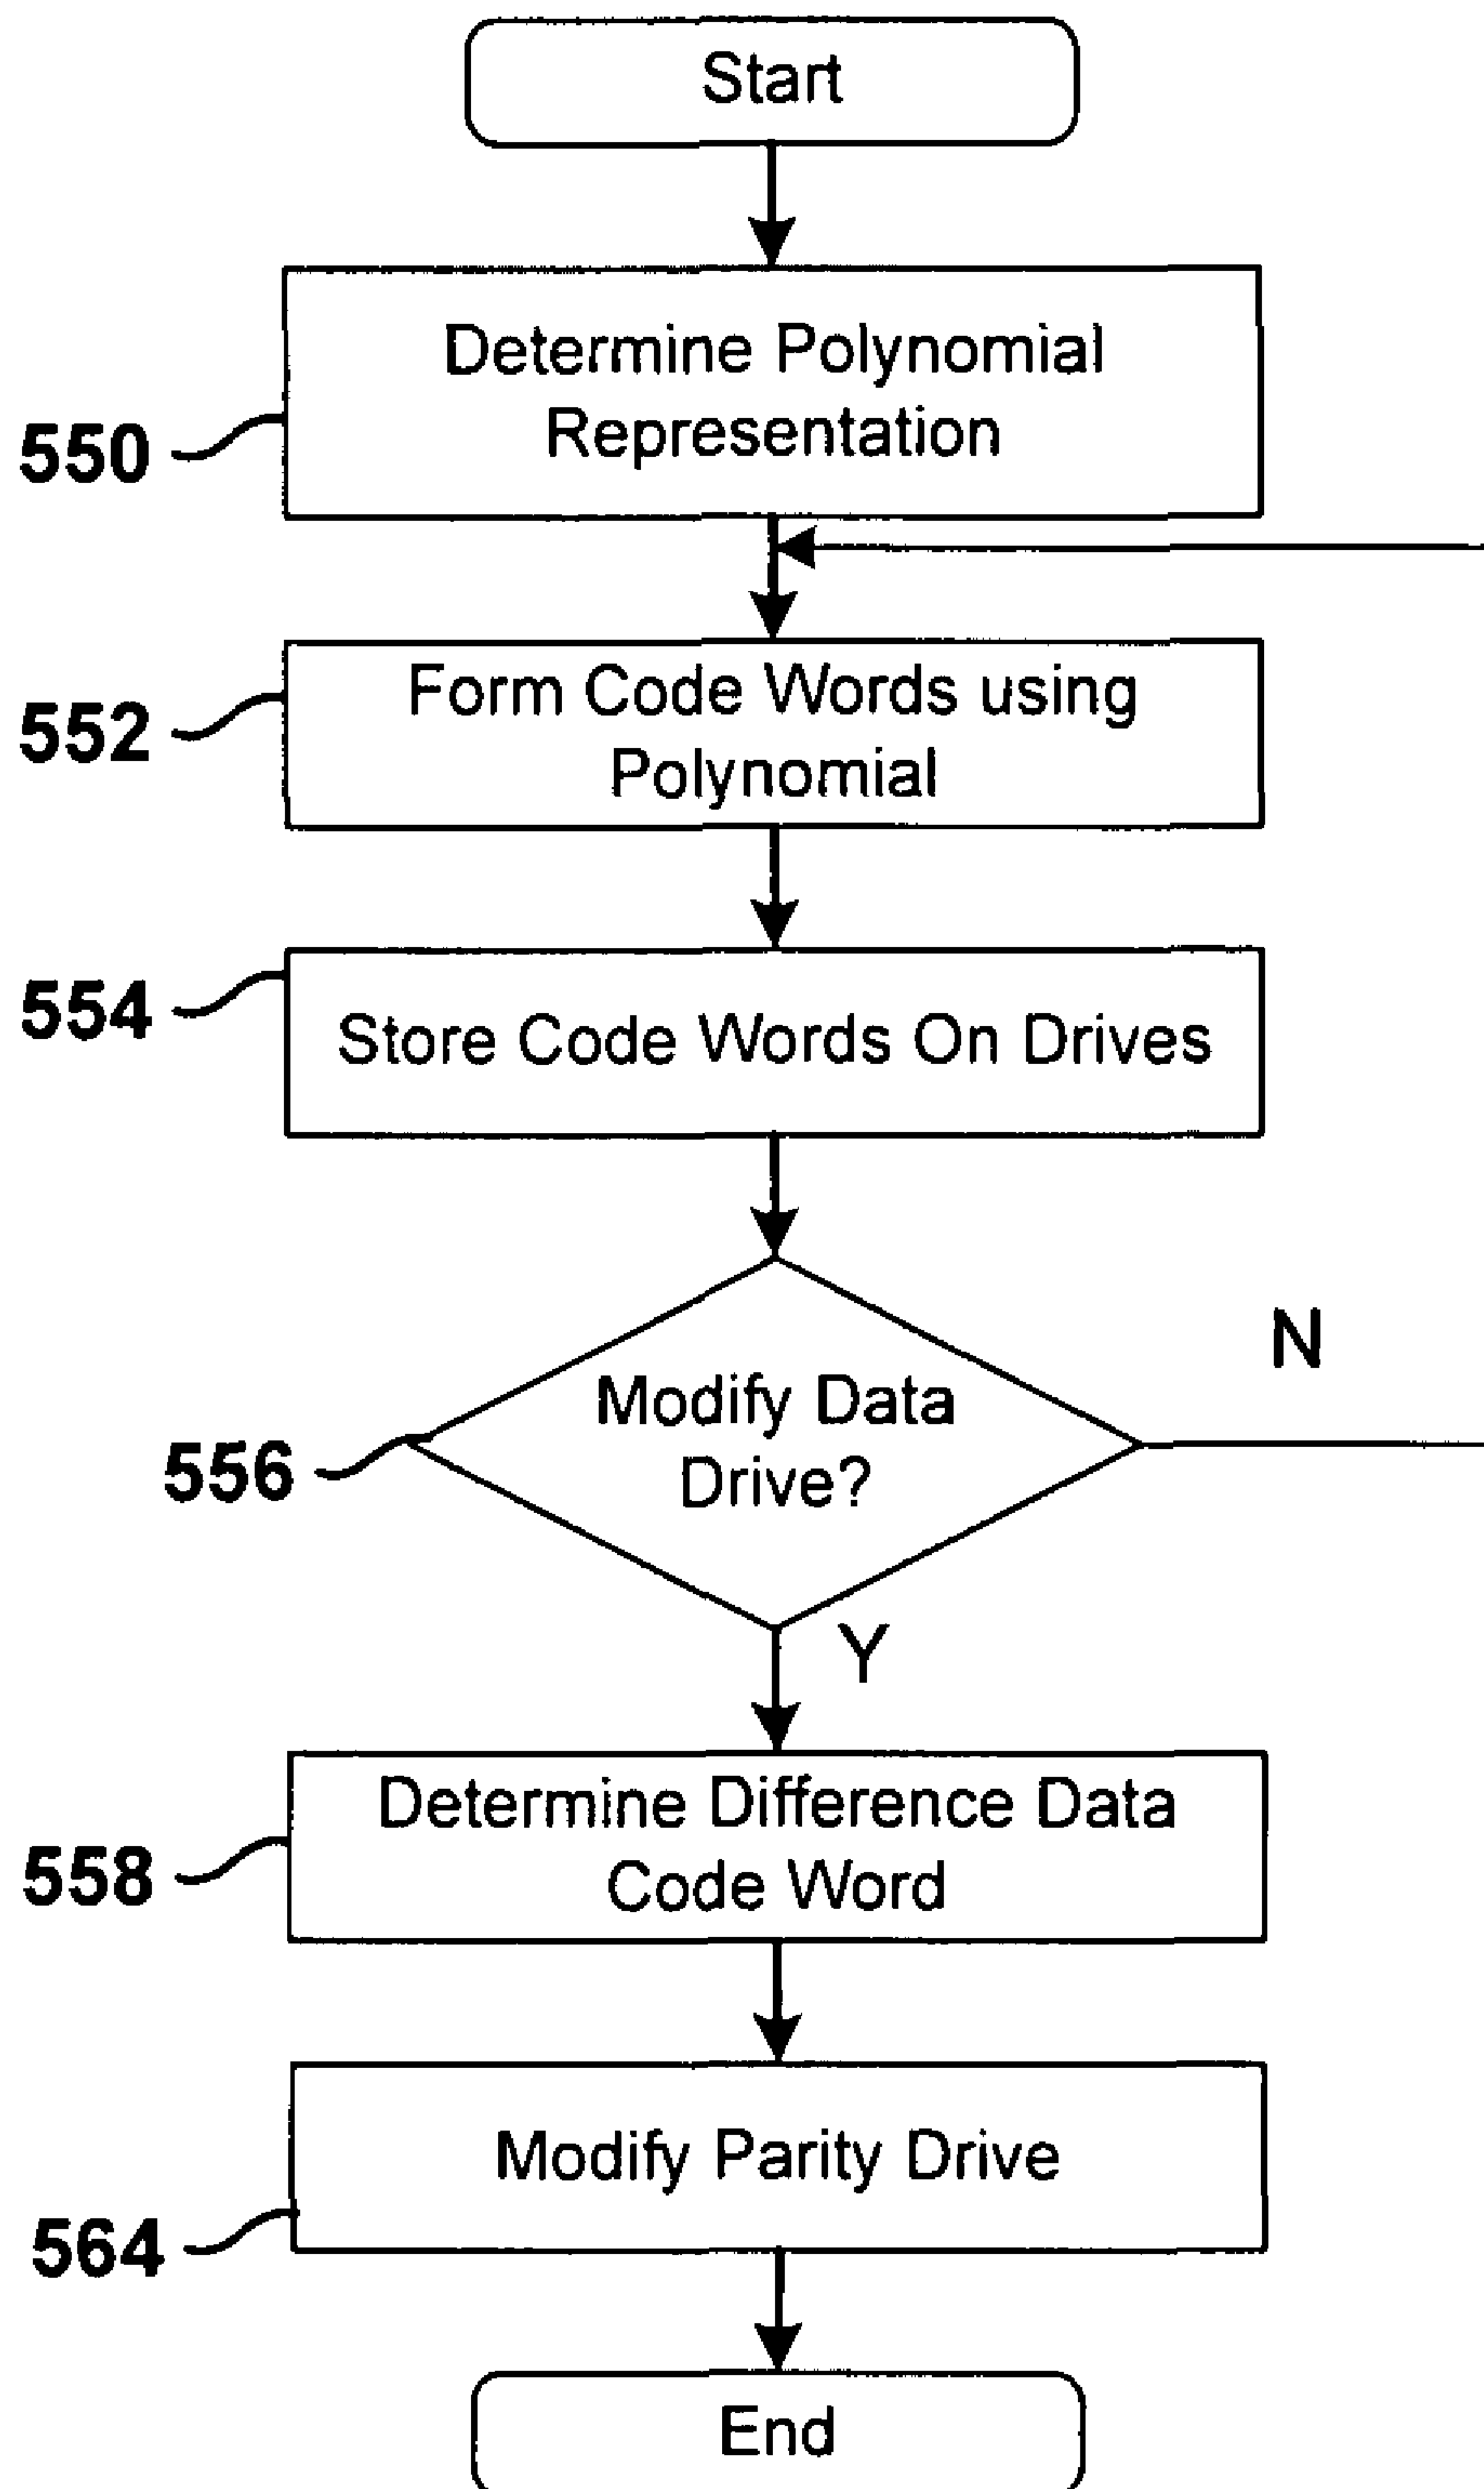 Start
Determine Polynomial
Representation
550
Form Code Words using
Polynomial
552
554
Store Code Words On Drives
N
Modify Data
Drive?
556
Y
Determine Difference Data
Code Word
558
Modify Parity Drive
564
End